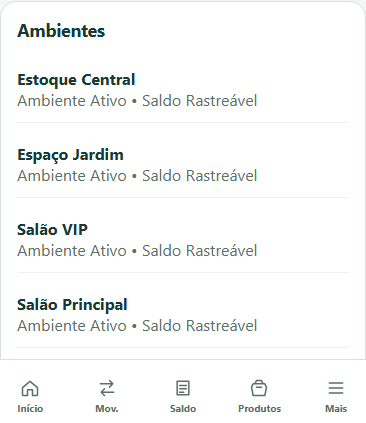 Ambientes
Estoque Central
Ambiente Ativo • Saldo Rastreável
Espaço Jardim
Ambiente Ativo • Saldo Rastreável
Salão VIP
Ambiente Ativo • Saldo Rastreável
Salão Principal
Ambiente Ativo • Saldo Rastreável
Início Mov. Saldo Produtos Mais